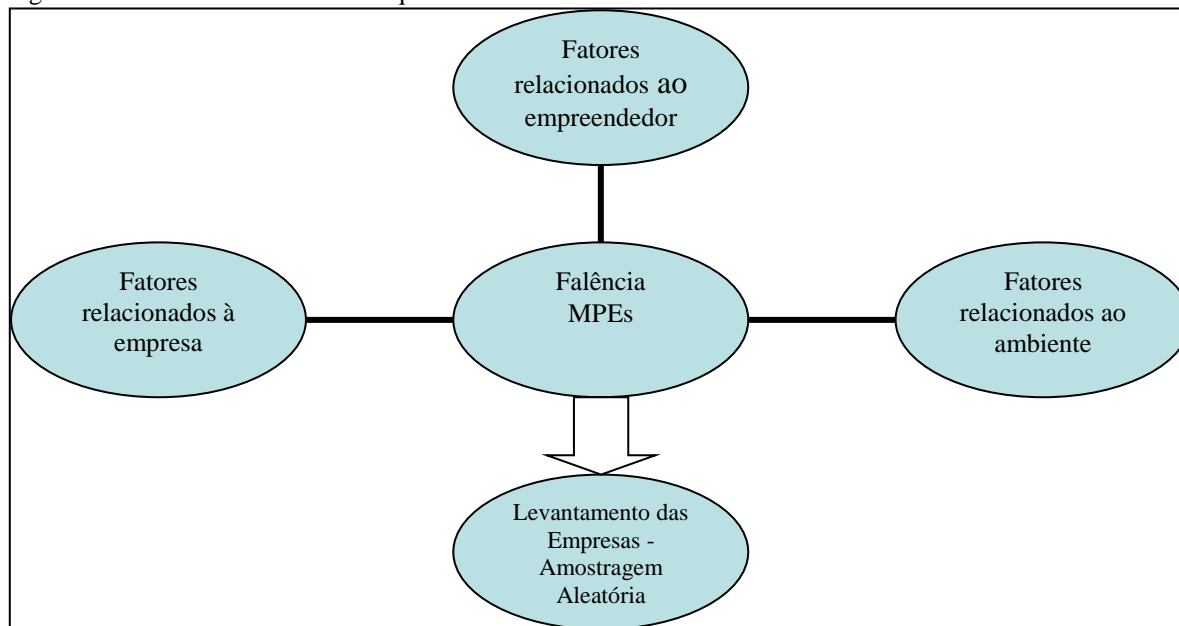 Fatores
relacionados ao
empreendedor
Fatores
relacionados à
empresa
Falência
MPEs
Fatores
relacionados ao
ambiente
Levantamento das
Empresas -
Amostragem
Aleatória